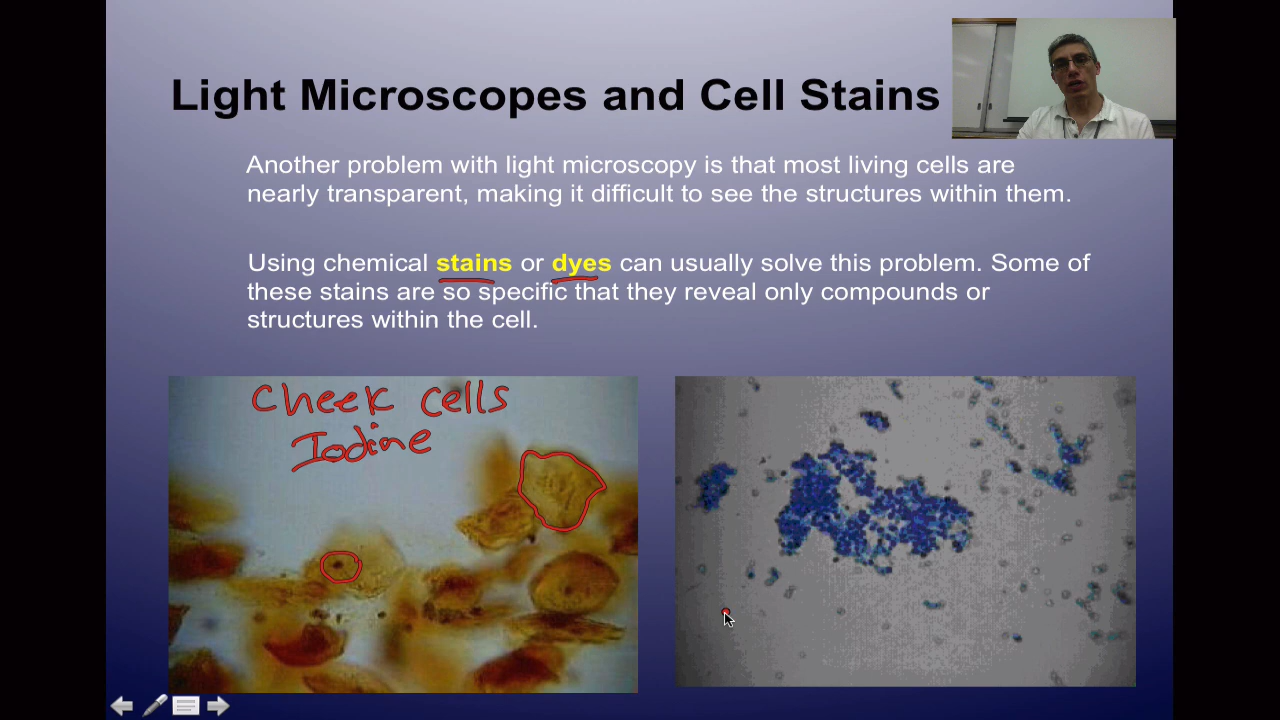 Light Microscopes and Cell Stains
Another problem with light microscopy is that most living cells are
nearly transparent, making it difficult to see the structures within them.
Using chemical stains or dyes can usually solve this problem. Some of
these stains are so specific that they reveal only compounds or
structures within the cell.
Cheek cells
Iodine